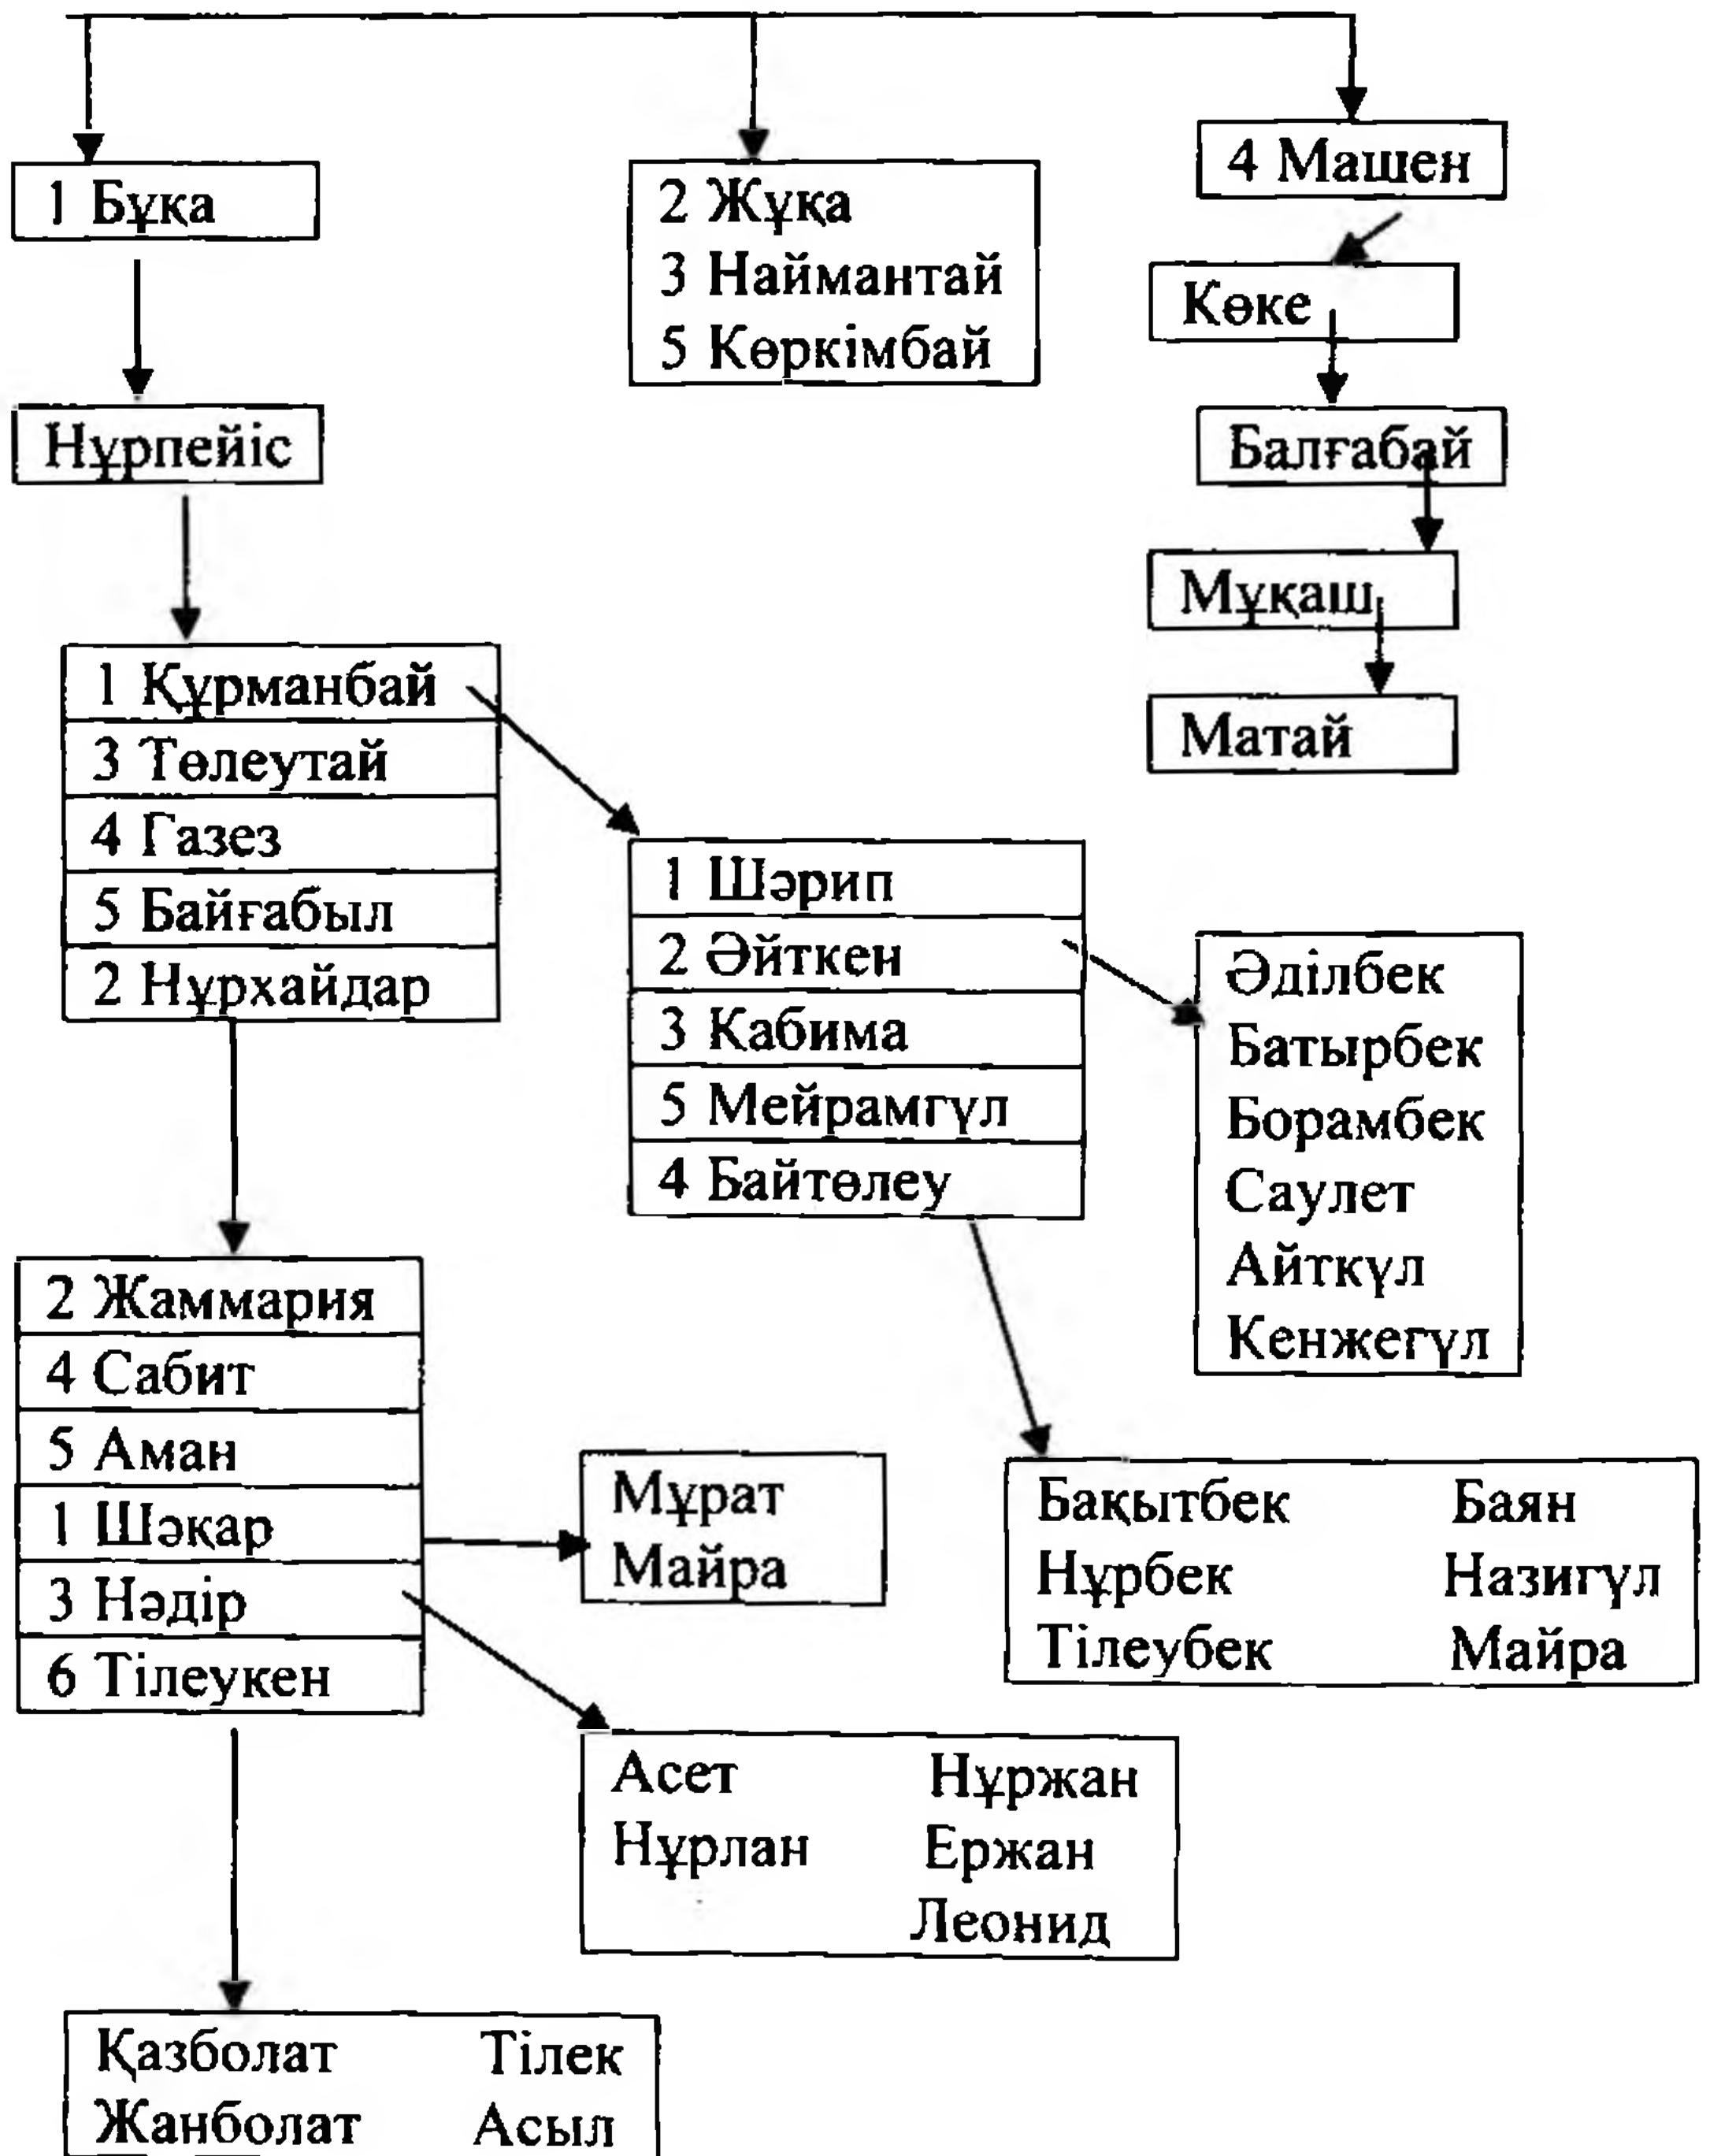 1 Бұқа
2 Жұқа
3 Наймантай
5 Көркімбай
4 Машен
Көке
Балғабай
Мұқаш
Матай
Нұрпейіс
1 Құрманбай
3 Төлеутай
4 Газез
5 Байғабыл
2 Нұрхайдар
1 Шәрип
2 Әйткен
3 Кабима
5 Мейрамгүл
4 Байтөлеу
Әділбек
Батырбек
Борамбек
Саулет
Айткүл
Кенжегүл
2 Жаммария
4 Сабит
5 Аман
1 Шәқар
3 Нәдір
6 Тілеукен
Мұрат
Майра
Бақытбек Баян
Нұрбек Назигүл
Тілеубек Майра
Асет Нұржан
Нұрлан Ержан
Леонид
Қазболат Тілек
Жанболат Асыл